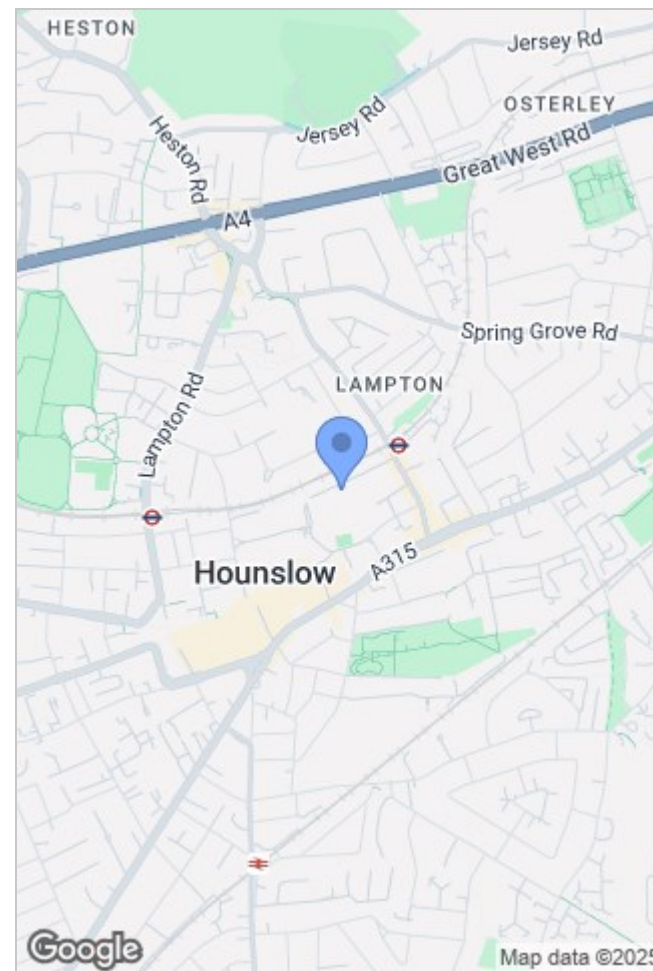 HESTON
Jersey Rd
OSTERLEY
Heston Rd
Jersey Rd
Great West Rd
A4
Spring Grove Rd
LAMPTON
Lampton Rd
Hounslow
A315
Google
Map data ©2025